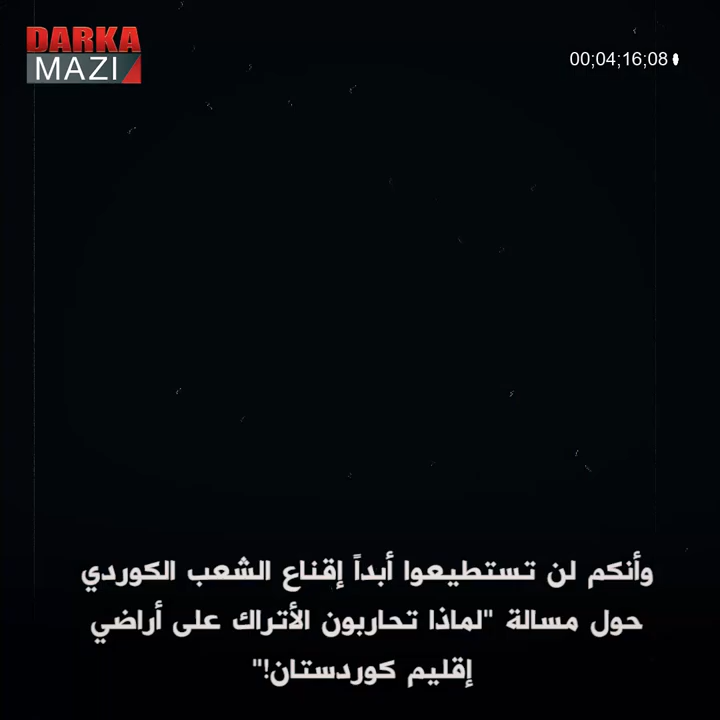 DARKA
MAZI
00;04;16;08
وأنكم لن تستطيعوا أبداً إقناع الشعب الكوردي
حول مسالة "لماذا تحاربون الأتراك على أراضي
إقليم كوردستان!"